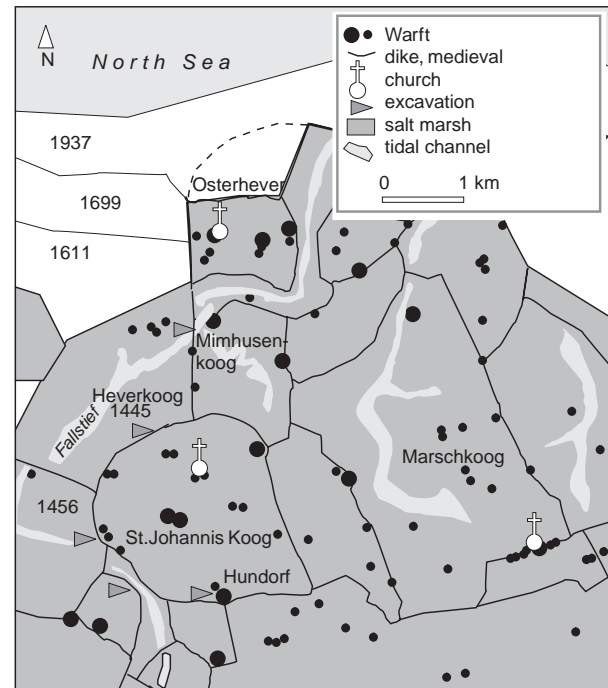 N
North Sea
Warft
dike, medieval
church
excavation
salt marsh
tidal channel
0 1 km
1937
1699
1611
Osterhever
Mimhusen-
koog
Heverkoog
1445
Fallstief
Marschkoog
1456
St.Johannis Koog
Hundorf